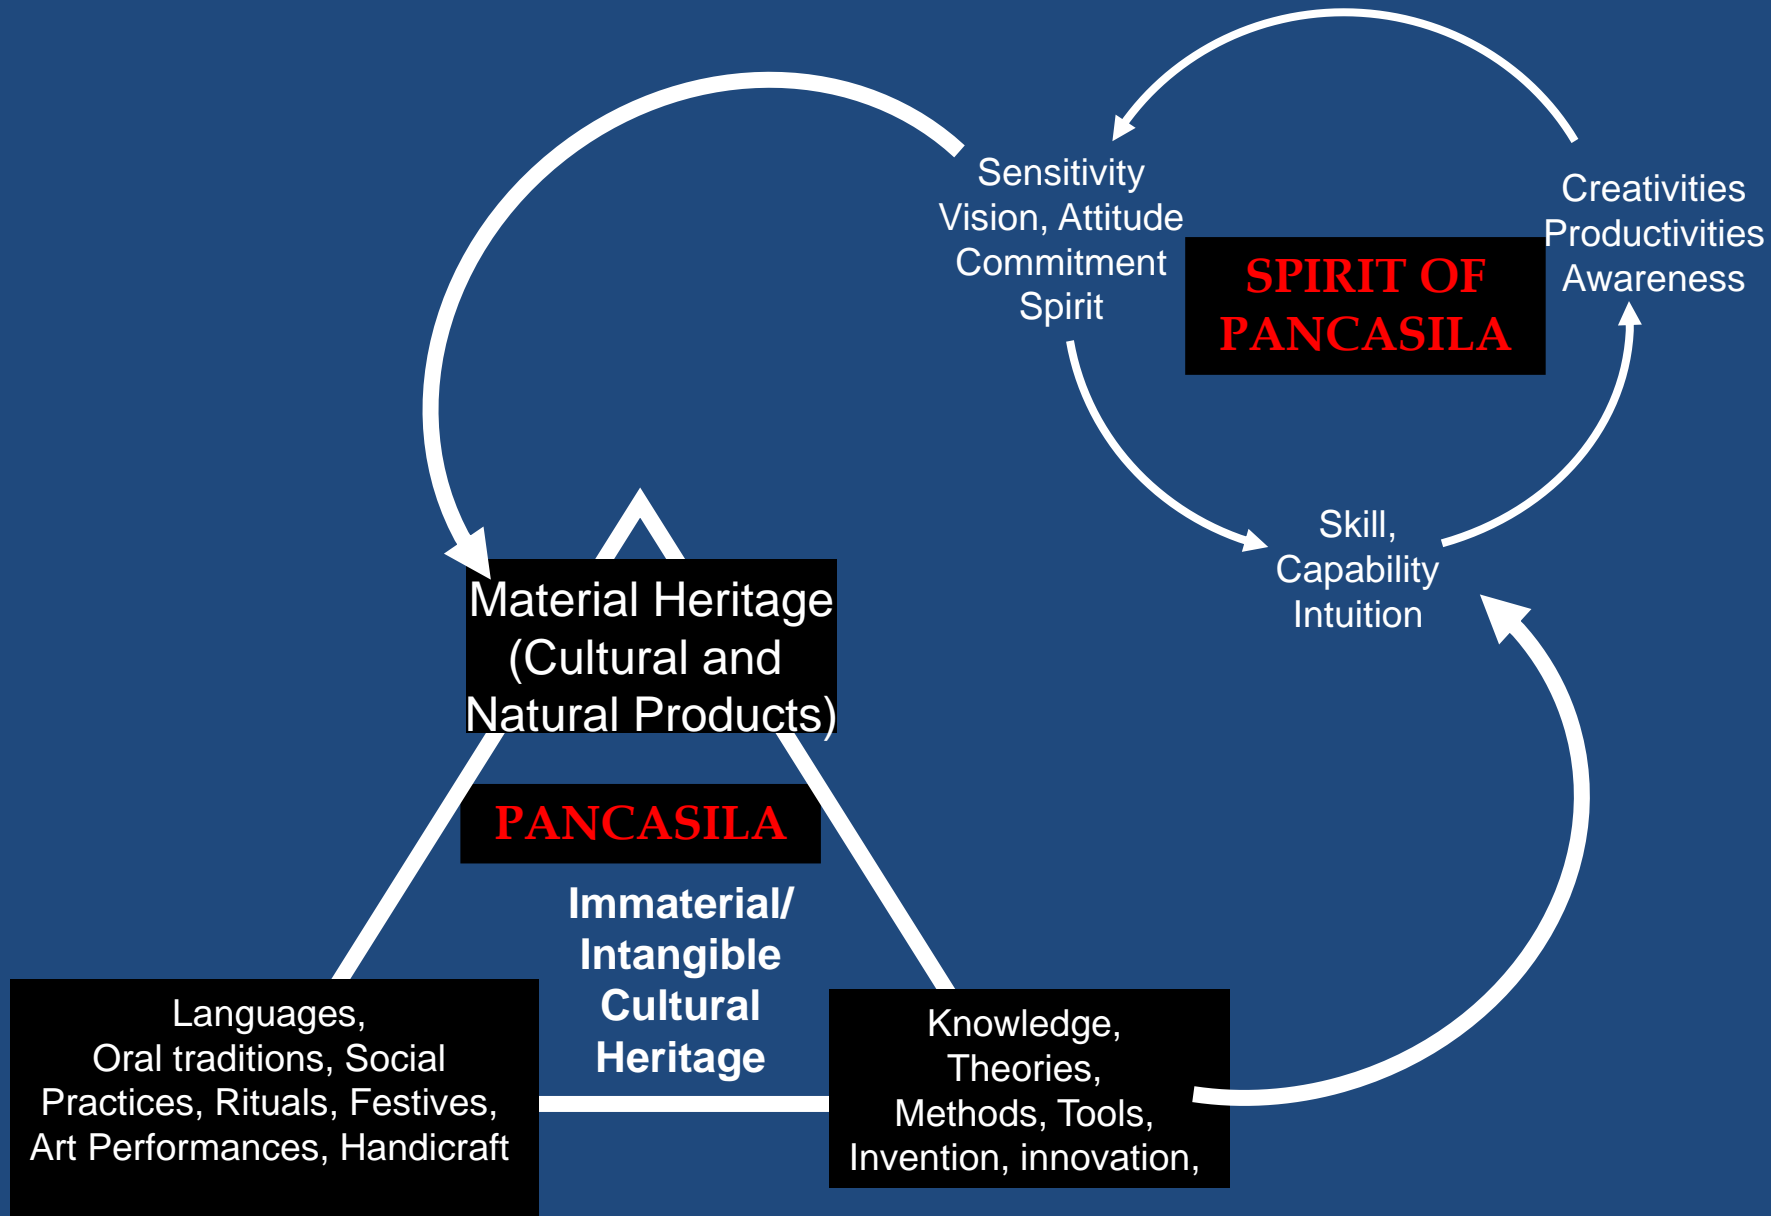 Sensitivity
Vision, Attitude
Commitment
Spirit
Creativities
Productivities
Awareness
SPIRIT OF
PANCASILA
Skill,
Capability
Intuition
Material Heritage
(Cultural and
Natural Products)
PANCASILA
Immaterial/
Intangible
Cultural
Heritage
Languages,
Oral traditions, Social
Practices, Rituals, Festives,
Art Performances, Handicraft
Knowledge,
Theories,
Methods, Tools,
Invention, innovation,